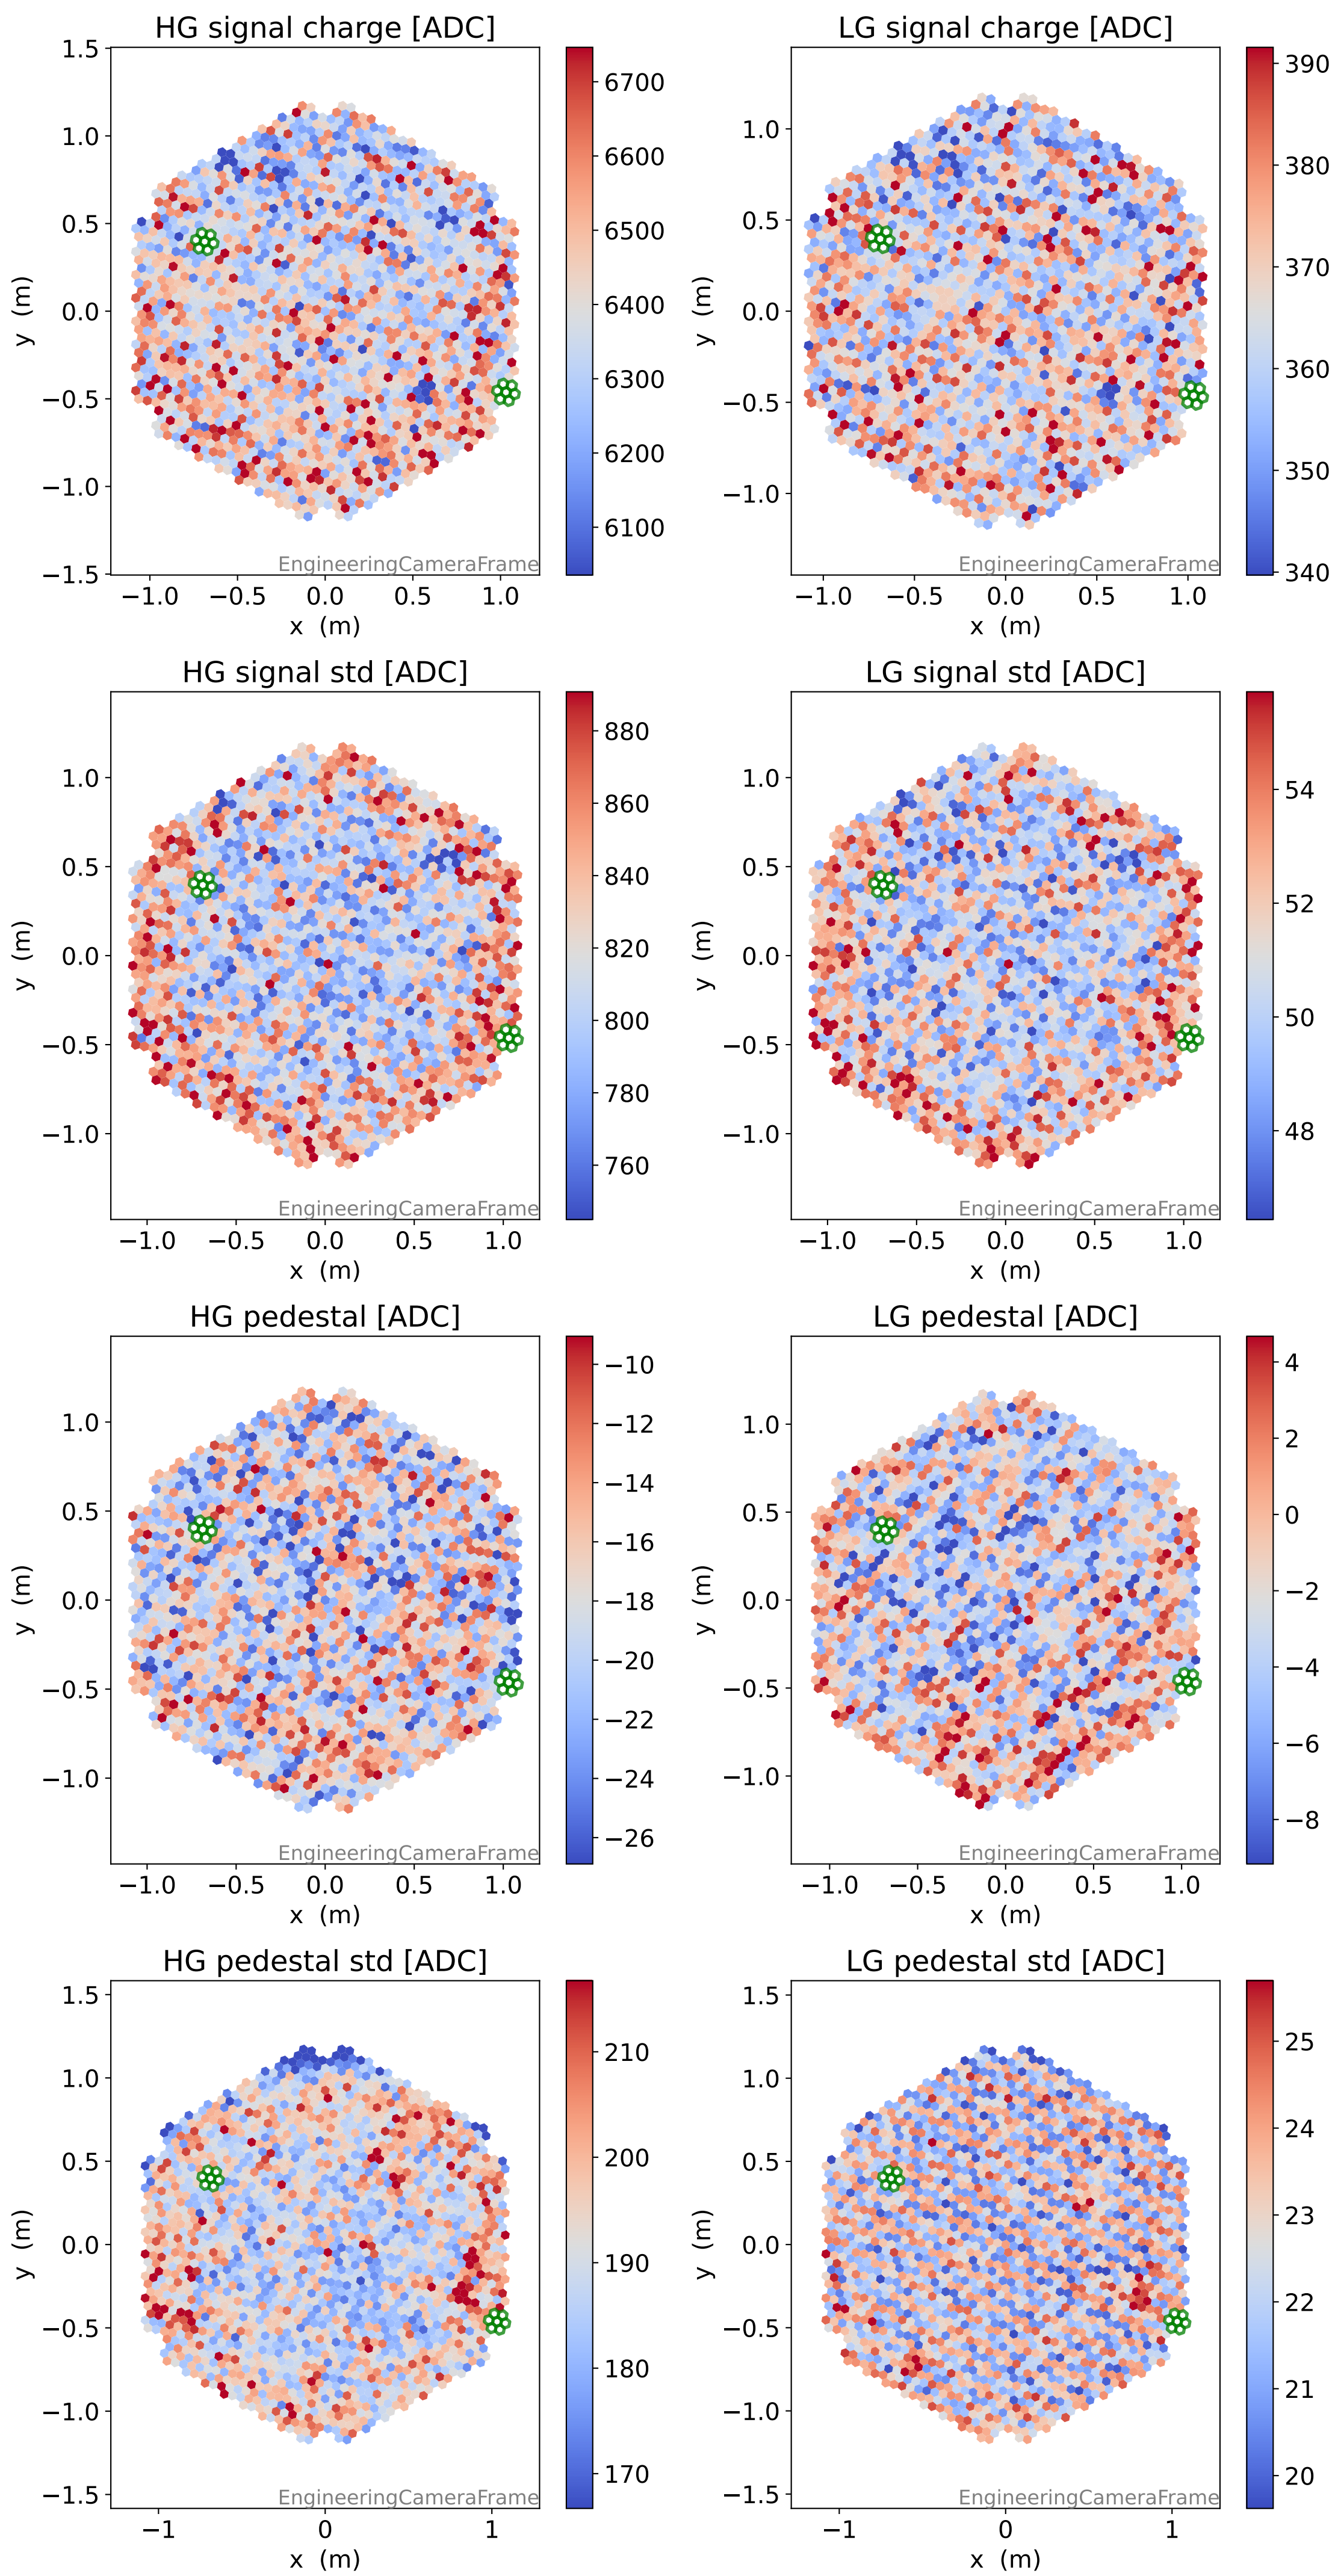 HG signal charge [ADC]
1.5
1.0
0.5
0.0
−0.5
−1.0
−1.5
y (m)
−1.0 −0.5 0.0 0.5 1.0
x (m)
EngineeringCameraFrame
6700
6600
6500
6400
6300
6200
6100
LG signal charge [ADC]
1.0
0.5
0.0
−0.5
−1.0
y (m)
−1.0 −0.5 0.0 0.5 1.0
x (m)
EngineeringCameraFrame
390
380
370
360
350
340
HG signal std [ADC]
1.0
0.5
0.0
−0.5
−1.0
y (m)
−1.0 −0.5 0.0 0.5 1.0
x (m)
EngineeringCameraFrame
880
860
840
820
800
780
760
LG signal std [ADC]
1.0
0.5
0.0
−0.5
−1.0
y (m)
−1.0 −0.5 0.0 0.5 1.0
x (m)
EngineeringCameraFrame
54
52
50
48
HG pedestal [ADC]
1.0
0.5
0.0
−0.5
−1.0
y (m)
−1.0 −0.5 0.0 0.5 1.0
x (m)
EngineeringCameraFrame
−10
−12
−14
−16
−18
−20
−22
−24
−26
LG pedestal [ADC]
1.0
0.5
0.0
−0.5
−1.0
y (m)
−1.0 −0.5 0.0 0.5 1.0
x (m)
EngineeringCameraFrame
4
2
0
−2
−4
−6
−8
HG pedestal std [ADC]
1.5
1.0
0.5
0.0
−0.5
−1.0
−1.5
y (m)
−1 0 1
x (m)
EngineeringCameraFrame
210
200
190
180
170
LG pedestal std [ADC]
1.5
1.0
0.5
0.0
−0.5
−1.0
−1.5
y (m)
−1 0 1
x (m)
EngineeringCameraFrame
25
24
23
22
21
20